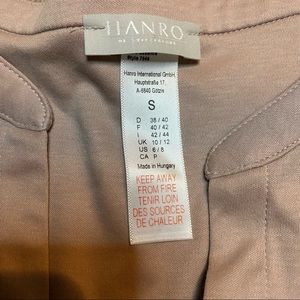 HANRO
Style 7944
Hanro International GmbH
Hauptstraße 17,
A-6840 Götzis
S
D 38 / 40
F 40 / 42
I 42 / 44
UK 10 / 12
US 6 / 8
CA P
Made in Hungary
KEEP AWAY
FROM FIRE
TENIR LOIN
DES SOURCES
DE CHALEUR